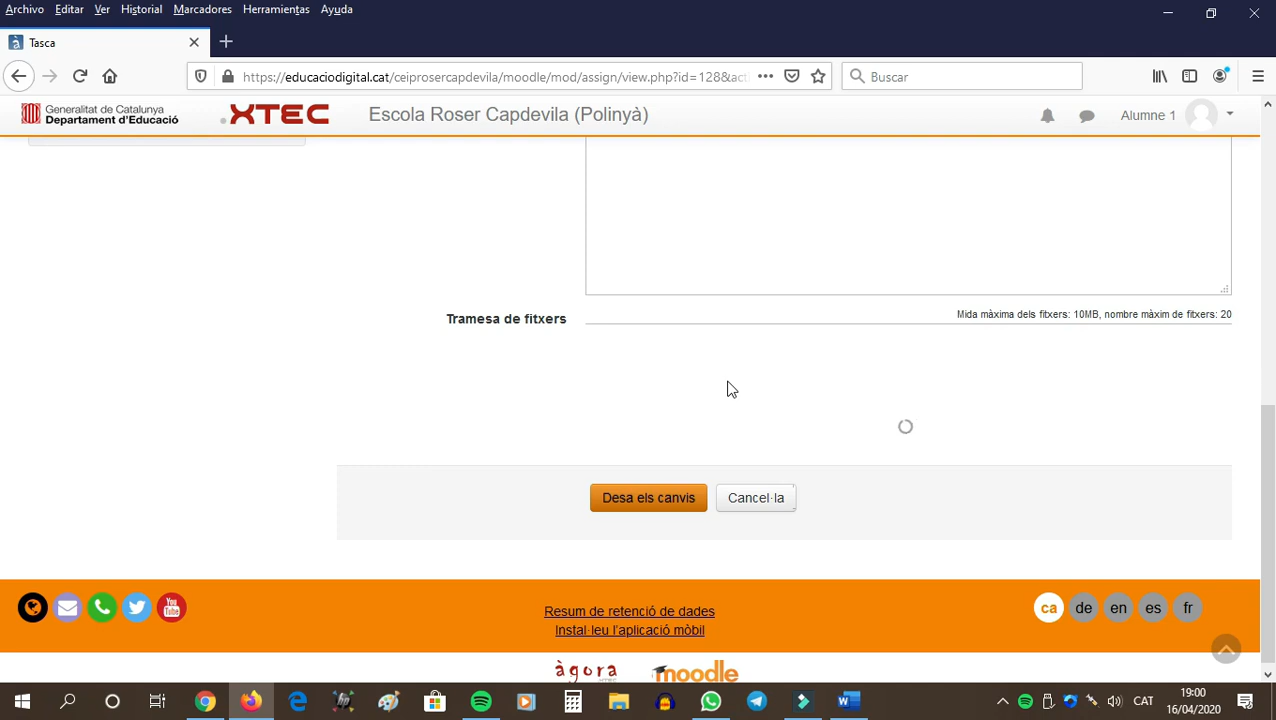 Archivo Editar Ver Historial Marcadores Herramientas Ayuda
Tasca
https://educaciodigital.cat/ceiprosercapdevila/moodle/mod/assign/view.php?id=128&act
Buscar
Generalitat de Catalunya
Departament d'Educació
XTEC
Escola Roser Capdevila (Polinyà)
Alumne 1
Tramesa de fitxers
Mida màxima dels fitxers: 10MB, nombre màxim de fitxers: 20
Desa els canvis
Cancel·la
You Tube
Resum de retenció de dades
Instal·leu l'aplicació mòbil
ca de en es fr
àgora
moodle
CAT
19:00
16/04/2020